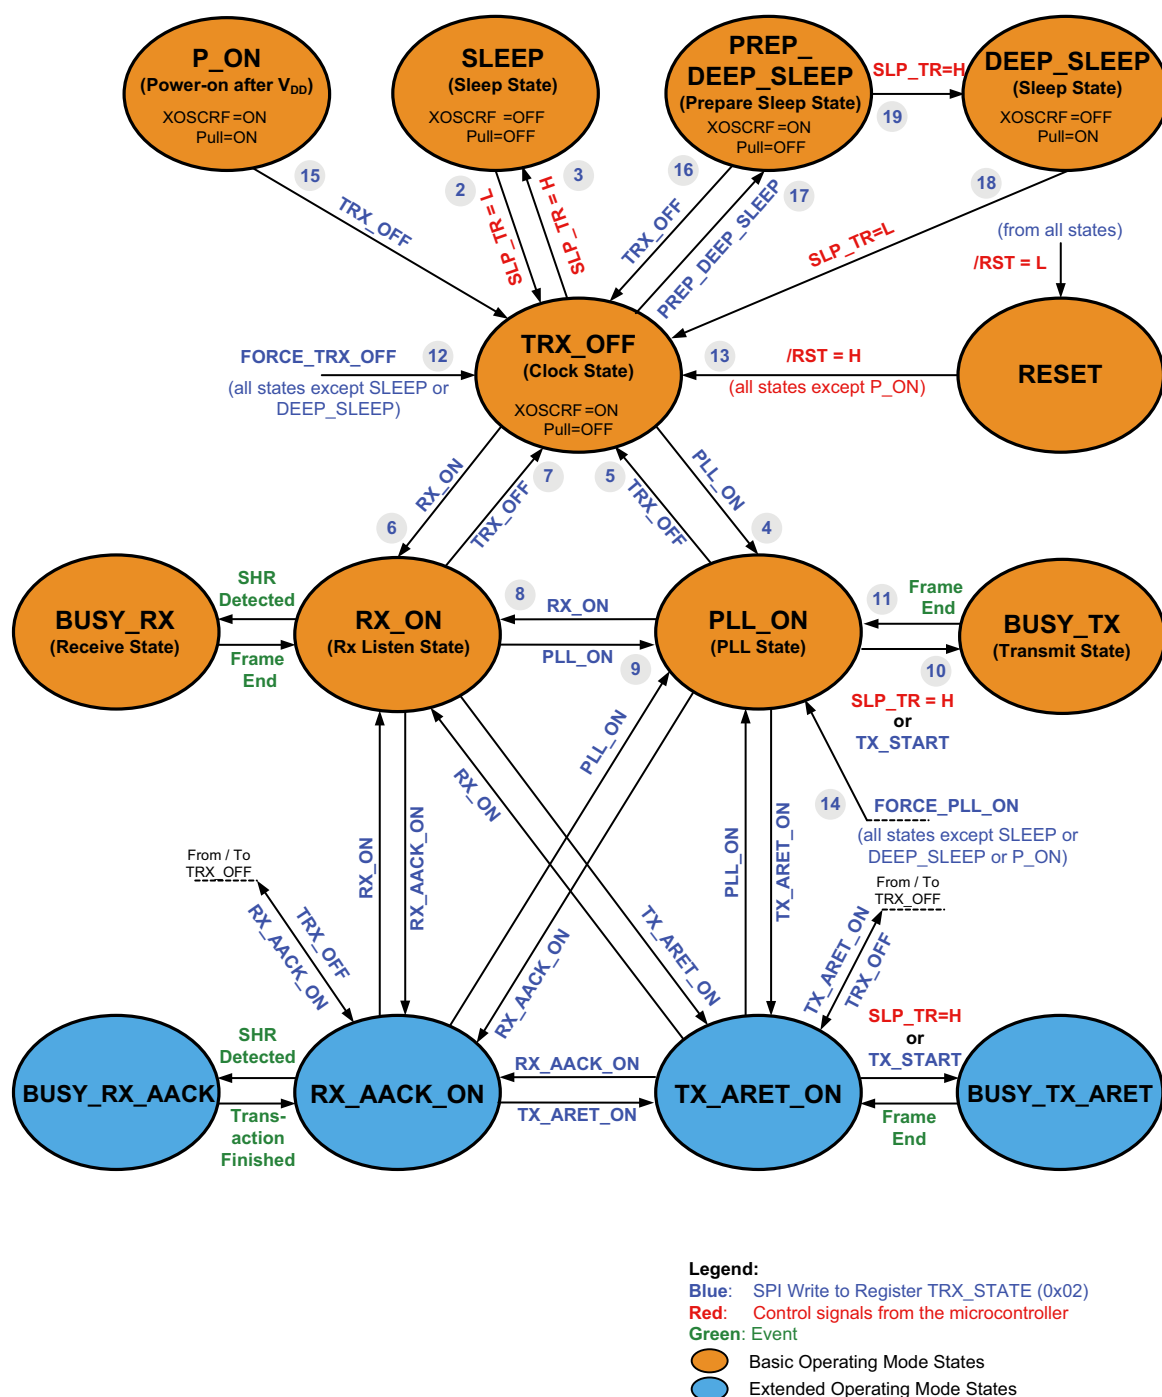 P_ON
(Power-on after VDD)
XOSCRF=ON
Pull=ON
SLEEP
(Sleep State)
XOSCRF =OFF
Pull=OFF
PREP_
DEEP_SLEEP
(Prepare Sleep State)
XOSCRF=ON
Pull=OFF
SLP_TR=H
19
DEEP_SLEEP
(Sleep State)
XOSCRF=OFF
Pull=ON
15
TRX_OFF
2
SLP_TR = L
3
SLP_TR = H
16
TRX_OFF
17
PREP_DEEP_SLEEP
18
SLP_TR=L
(from all states)
/RST = L
FORCE_TRX_OFF
12
(all states except SLEEP or
DEEP_SLEEP)
TRX_OFF
(Clock State)
XOSCRF=ON
Pull=OFF
13
/RST = H
(all states except P_ON)
RESET
6
RX_ON
7
TRX_OFF
5
TRX_OFF
4
PLL_ON
BUSY_RX
(Receive State)
SHR
Detected
Frame
End
RX_ON
(Rx Listen State)
8
RX_ON
PLL_ON
9
PLL_ON
(PLL State)
11
Frame
End
10
SLP_TR = H
or
TX_START
BUSY_TX
(Transmit State)
14
FORCE_PLL_ON
(all states except SLEEP or
DEEP_SLEEP or P_ON)
From / To
TRX_OFF
TRX_OFF
RX_AACK_ON
RX_ON
RX_AACK_ON
RX_ON
TX_ARET_ON
PLL_ON
RX_AACK_ON
PLL_ON
TX_ARET_ON
From / To
TRX_OFF
TX_ARET_ON
TRX_OFF
BUSY_RX_AACK
SHR
Detected
Trans-
action
Finished
RX_AACK_ON
RX_AACK_ON
TX_ARET_ON
TX_ARET_ON
SLP_TR=H
or
TX_START
Frame
End
BUSY_TX_ARET
Legend:
Blue: SPI Write to Register TRX_STATE (0x02)
Red: Control signals from the microcontroller
Green: Event
Basic Operating Mode States
Extended Operating Mode States